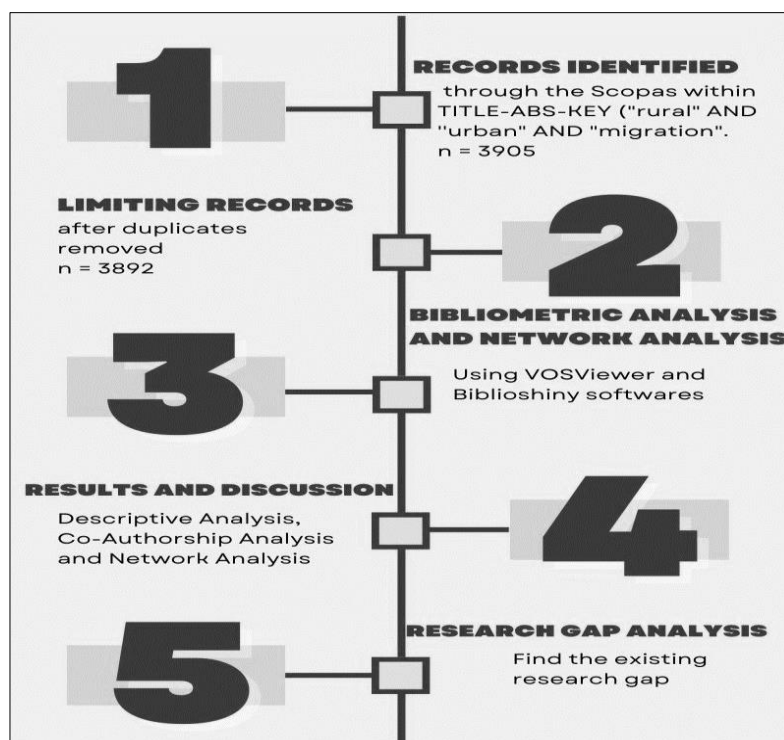 1
RECORDS IDENTIFIED
through the Scopas within
TITLE-ABS-KEY ("rural" AND
"urban" AND "migration".
n = 3905
LIMITING RECORDS
after duplicates
removed
n = 3892
2
BIBLIOMETRIC ANALYSIS
AND NETWORK ANALYSIS
Using VOSViewer and
Biblioshiny softwares
3
RESULTS AND DISCUSSION
Descriptive Analysis,
Co-Authorship Analysis
and Network Analysis
4
RESEARCH GAP ANALYSIS
Find the existing
research gap
5